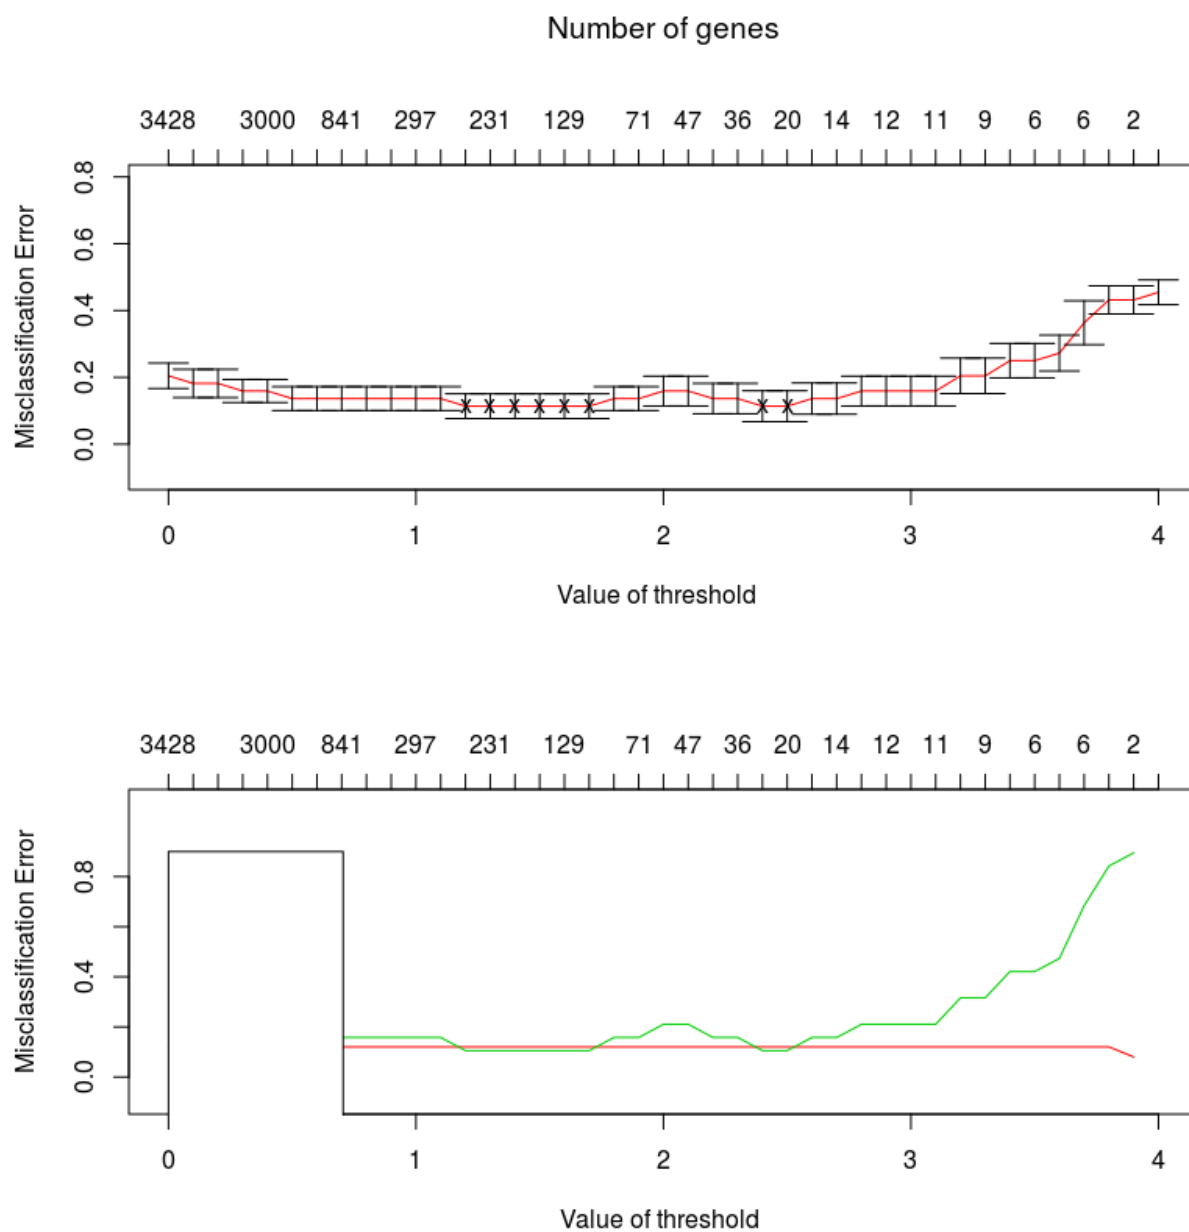 Number of genes
3428 3000 841 297 231 129 71 47 36 20 14 12 11 9 6 6 2
Misclassification Error
0.8
0.6
0.4
0.2
0.0
0 1 2 3 4
Value of threshold
3428 3000 841 297 231 129 71 47 36 20 14 12 11 9 6 6 2
Misclassification Error
0.8
0.4
0.0
0 1 2 3 4
Value of threshold